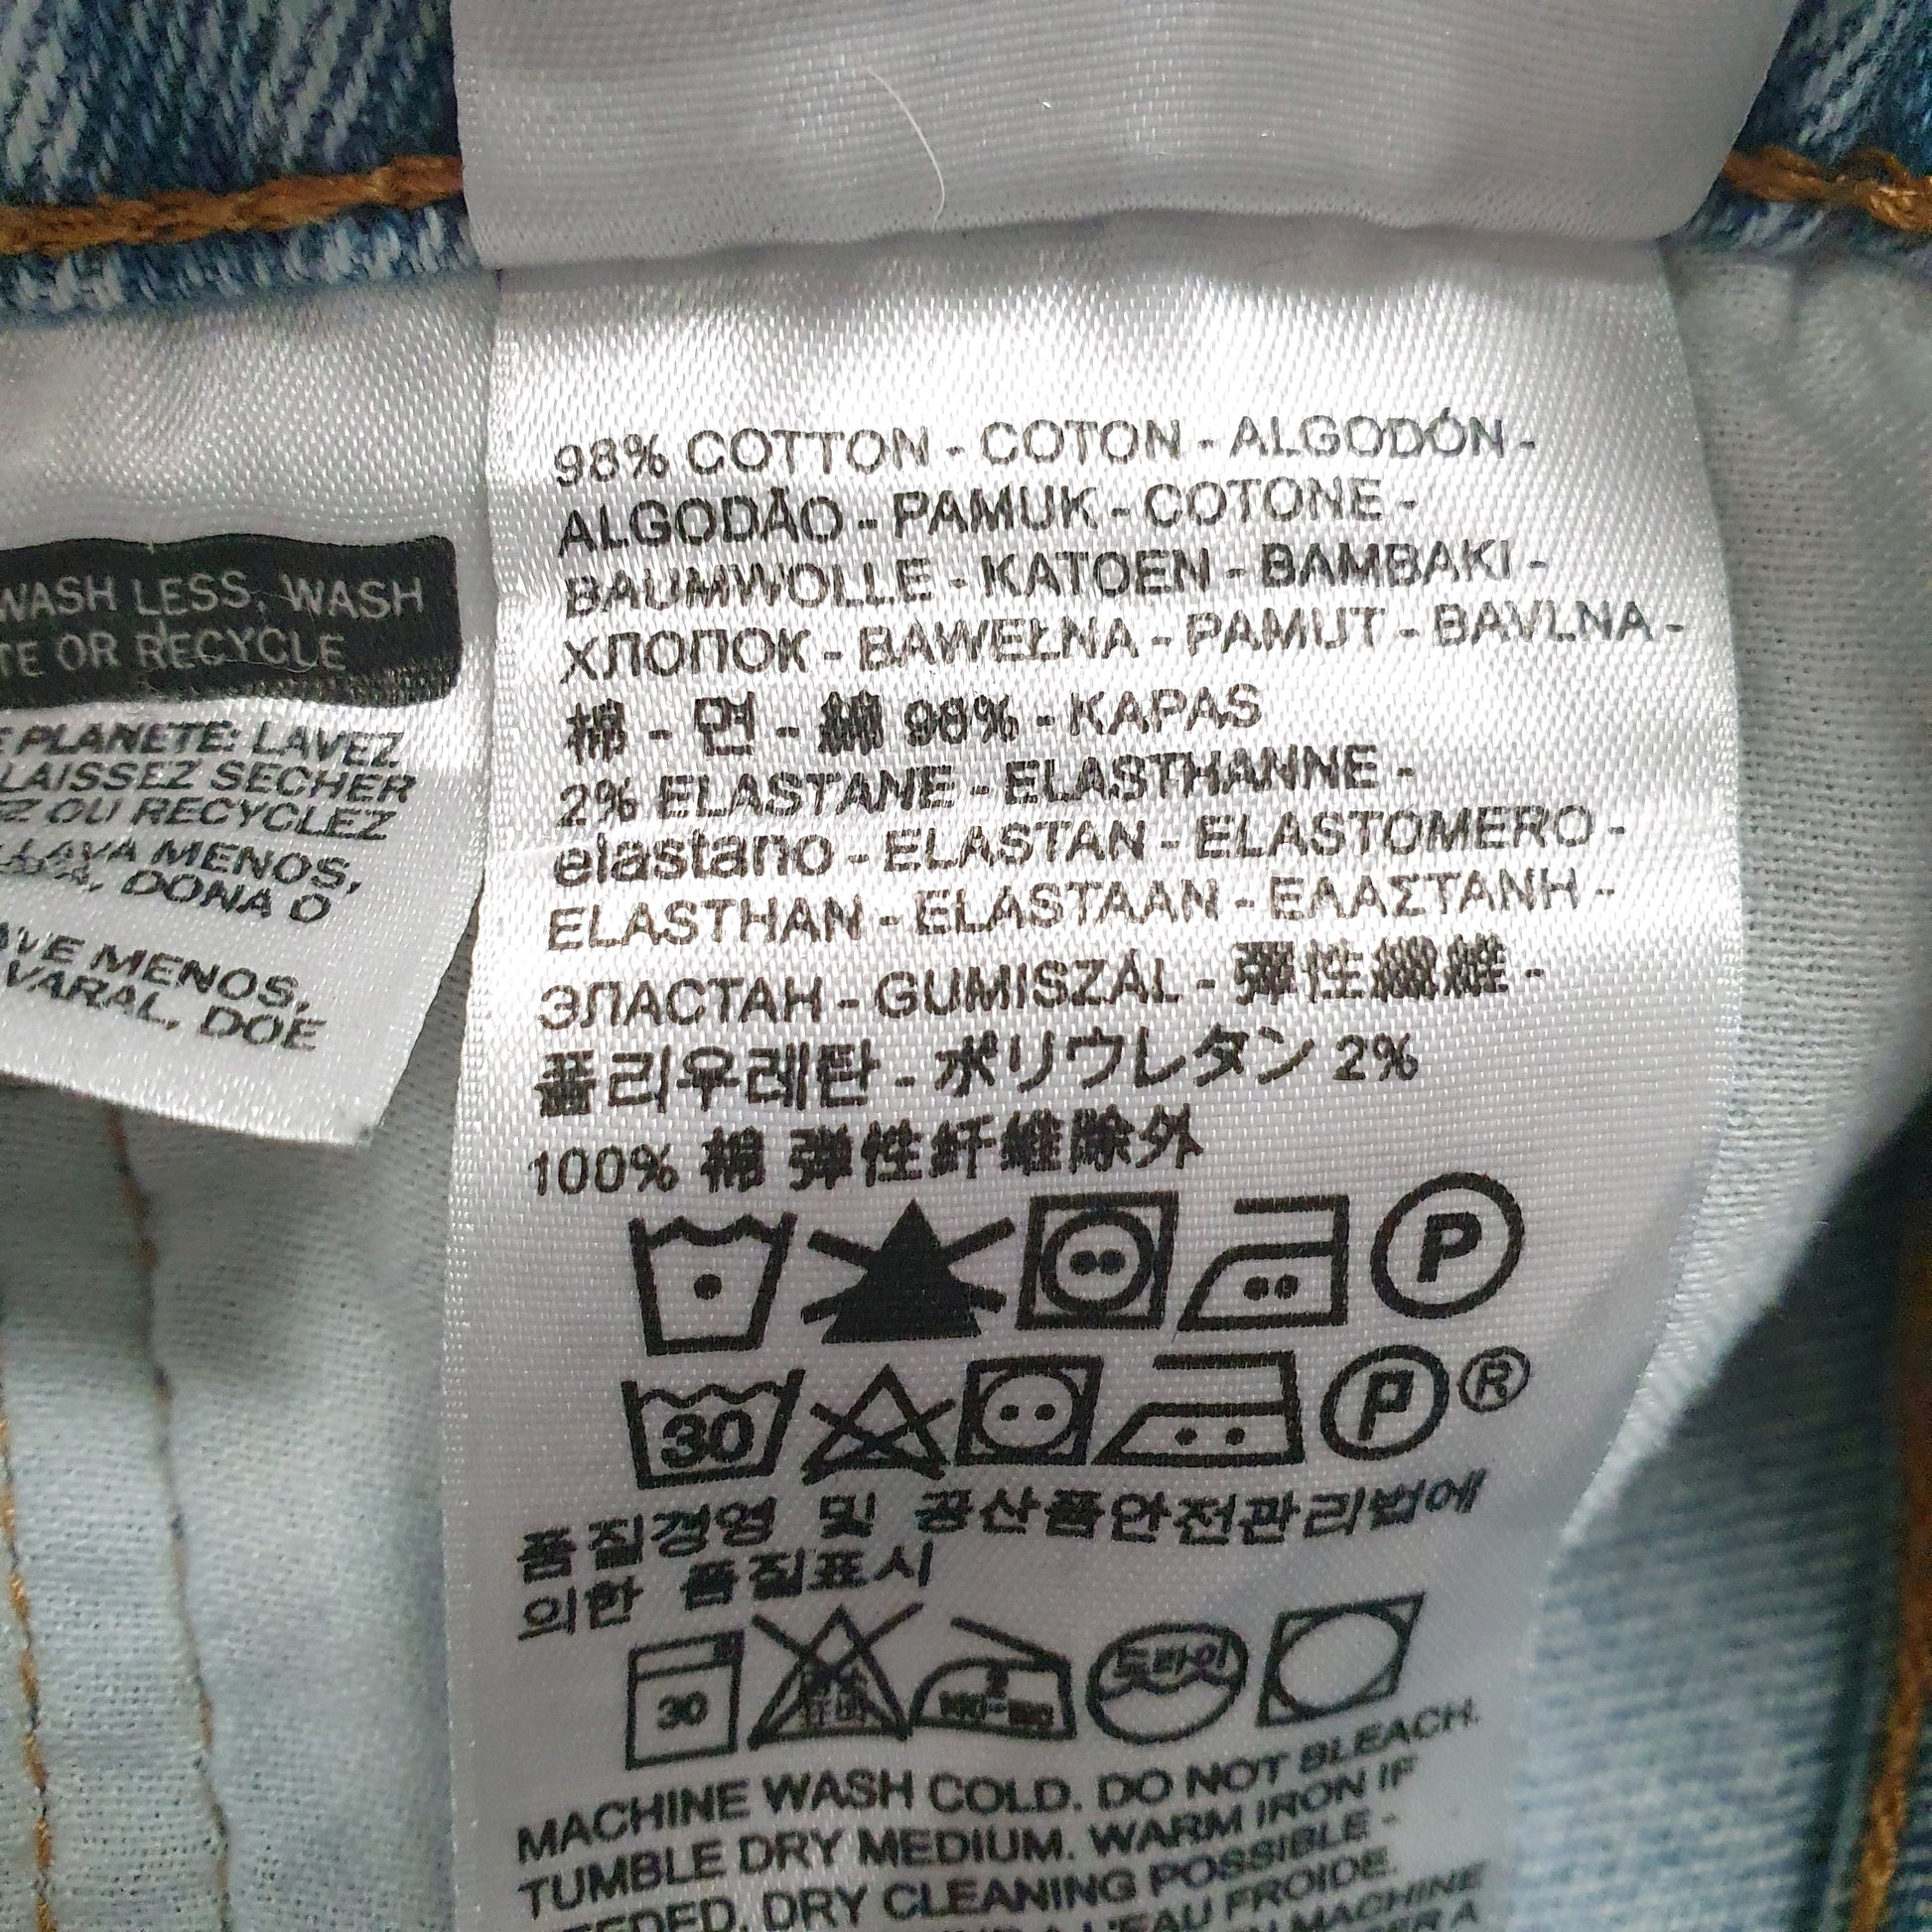 WASH LESS, WASH
OR RECYCLE
PLANETE: LAVEZ
LAISSEZ SECHER
OU RECYCLEZ
LAVA MENOS,
DONA O
MENOS,
VARAL, DOE
98% COTTON - COTON - ALGODÓN -
ALGODÃO - PAMUK - COTONE -
BAUMWOLLE - KATOEN - BAMBAKI -
ХЛОПОК - BAWEŁNA - PAMUT - BAVLNA -
棉 - 면 - 綿 98% - KAPAS
2% ELASTANE - ELASTHANNE -
elastano - ELASTAN - ELASTOMERO -
ELASTHAN - ELASTAAN - ΕΛΑΣΤΑΝΗ -
ЭЛАСТАН - GUMISZÁL - 彈性纖維 -
폴리우레탄 - ポリウレタン 2%
100% 棉 弹性纤维除外
P
30 P ®
품질경영 및 공산품안전관리법에
의한 품질표시
30 드라이
MACHINE WASH COLD. DO NOT BLEACH.
TUMBLE DRY MEDIUM. WARM IRON IF
DRY CLEANING POSSIBLE -
A L'EAU FROIDE.
MACHINE